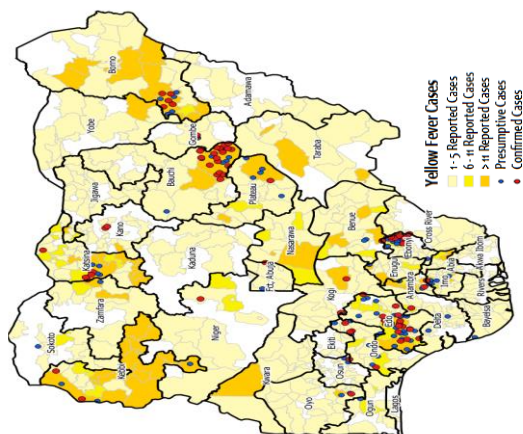 Borno
Yobe
Adamawa
Gombe
Jigawa
Bauchi
Taraba
Plateau
Kano
Katsina
Kaduna
Nasarawa
Benue
Fct, Abuja
Zamfara
Sokoto
Kebbi
Niger
Kogi
Kwara
Enugu
Ebonyi
Cross River
Anambra
Imo
Abia
Akwa Ibom
Rivers
Bayelsa
Delta
Edo
Ekiti
Ondo
Osun
Oyo
Ogun
Lagos
Yellow Fever Cases
1 - 5 Reported Cases
6 - 11 Reported Cases
>11 Reported Cases
Presumptive Cases
Confirmed Cases